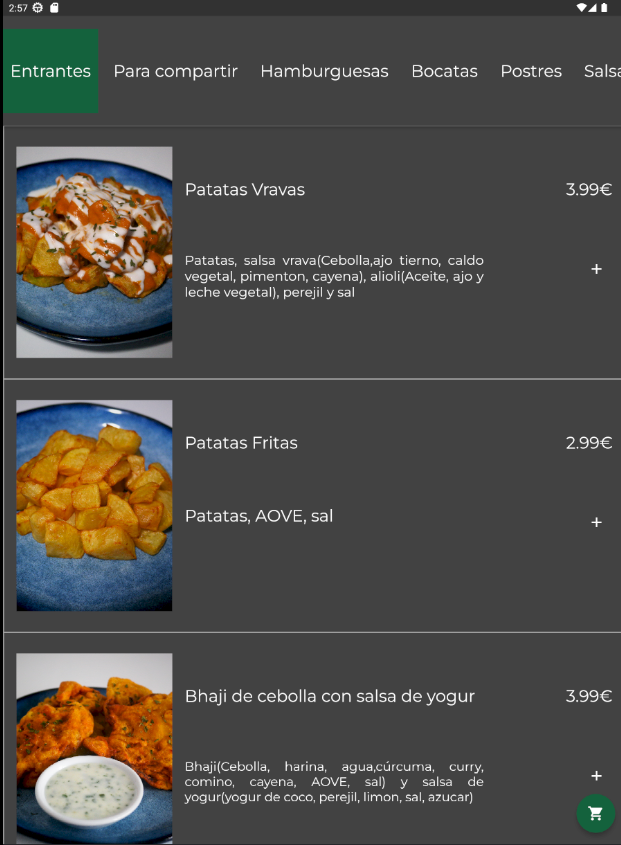 2:57
Entrantes Para compartir Hamburguesas Bocatas Postres Salsa
Patatas Vravas 3.99€
Patatas, salsa vrava(Cebolla,ajo tierno, caldo
vegetal, pimenton, cayena), alioli(Aceite, ajo y
leche vegetal), perejil y sal
+
Patatas Fritas 2.99€
Patatas, AOVE, sal
+
Bhaji de cebolla con salsa de yogur 3.99€
Bhaji(Cebolla, harina, agua,cúrcuma, curry,
comino, cayena, AOVE, sal) y salsa de
yogur(yogur de coco, perejil, limon, sal, azucar)
+